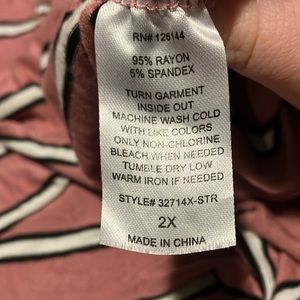 RN# 126144
95% RAYON
5% SPANDEX
TURN GARMENT
INSIDE OUT
MACHINE WASH COLD
WITH LIKE COLORS
ONLY NON-CHLORINE
BLEACH WHEN NEEDED
TUMBLE DRY LOW
WARM IRON IF NEEDED
STYLE# 32714X-STR
2X
MADE IN CHINA